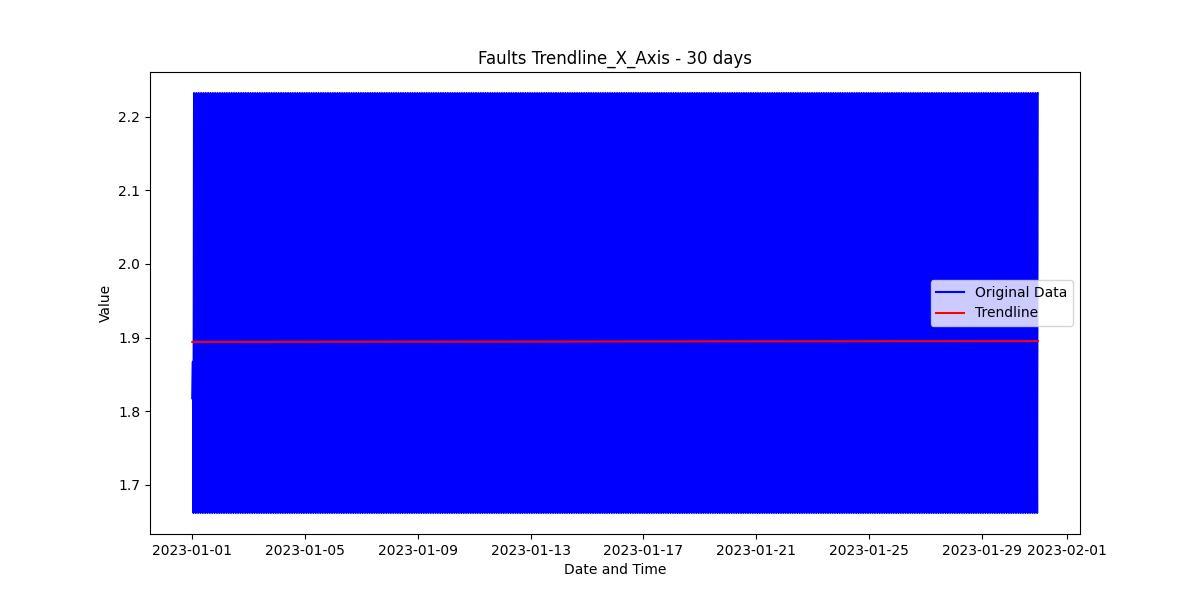 Faults Trendline_X_Axis - 30 days
2.2
2.1
2.0
1.9
1.8
1.7
Value
Original Data
Trendline
2023-01-01 2023-01-05 2023-01-09 2023-01-13 2023-01-17 2023-01-21 2023-01-25 2023-01-29 2023-02-01
Date and Time